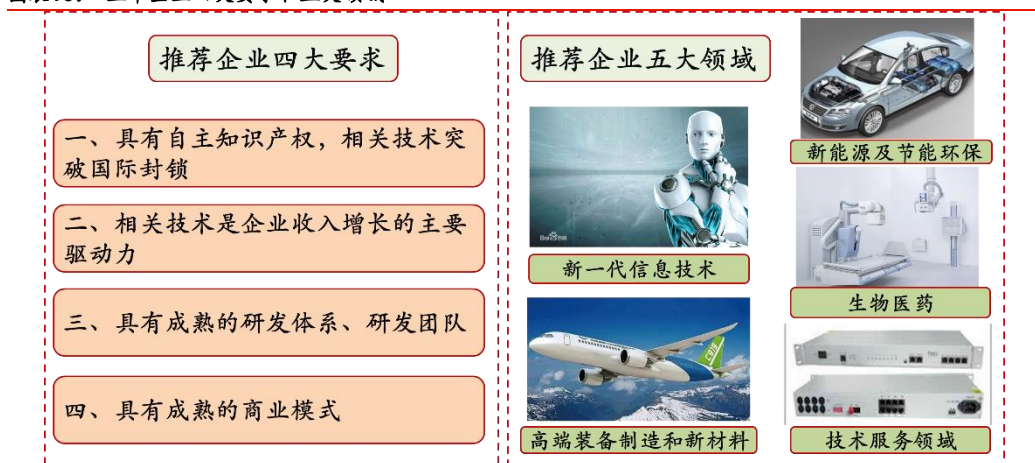 推荐企业四大要求
一、具有自主知识产权，相关技术突
破国际封锁
二、相关技术是企业收入增长的主要
驱动力
三、具有成熟的研发体系、研发团队
四、具有成熟的商业模式
推荐企业五大领域
新一代信息技术
高端装备制造和新材料
C919
新能源及节能环保
生物医药
技术服务领域